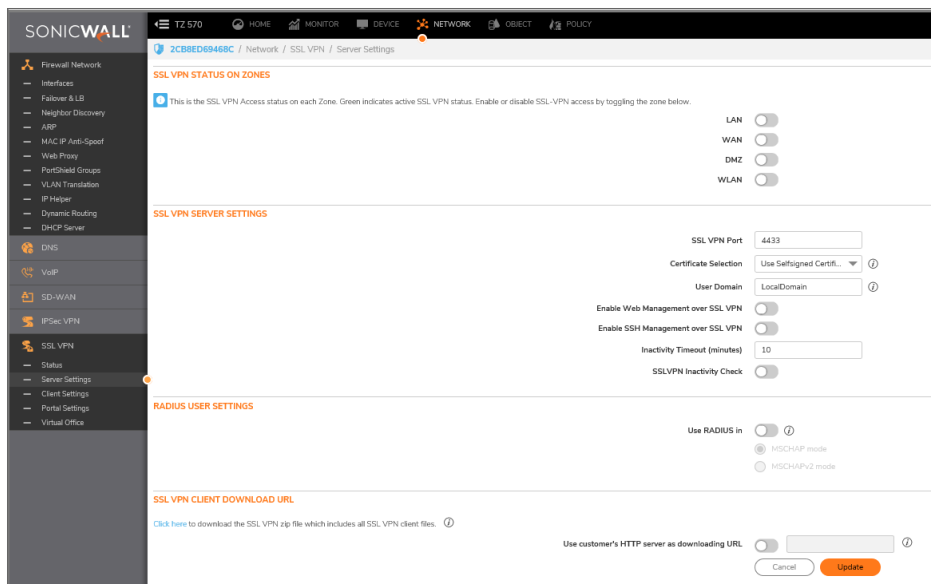 SONICWALL
TZ 570
HOME
MONITOR
DEVICE
NETWORK
OBJECT
POLICY
2CB8ED69468C / Network / SSL VPN / Server Settings
Firewall Network
Interfaces
Failover & LB
Neighbor Discovery
ARP
MAC IP Anti-Spoof
Web Proxy
PortShield Groups
VLAN Translation
IP Helper
Dynamic Routing
DHCP Server
DNS
VoIP
SD-WAN
IPSec VPN
SSL VPN
Status
Server Settings
Client Settings
Portal Settings
Virtual Office
SSL VPN STATUS ON ZONES
This is the SSL VPN Access status on each Zone. Green indicates active SSL VPN status. Enable or disable SSL-VPN access by toggling the zone below.
LAN
WAN
DMZ
WLAN
SSL VPN SERVER SETTINGS
SSL VPN Port 4433
Certificate Selection Use Selfsigned Certifi...
User Domain LocalDomain
Enable Web Management over SSL VPN
Enable SSH Management over SSL VPN
Inactivity Timeout (minutes) 10
SSLVPN Inactivity Check
RADIUS USER SETTINGS
Use RADIUS in
MSCHAP mode
MSCHAPv2 mode
SSL VPN CLIENT DOWNLOAD URL
Click here to download the SSL VPN zip file which includes all SSL VPN client files.
Use customer's HTTP server as downloading URL
Cancel
Update